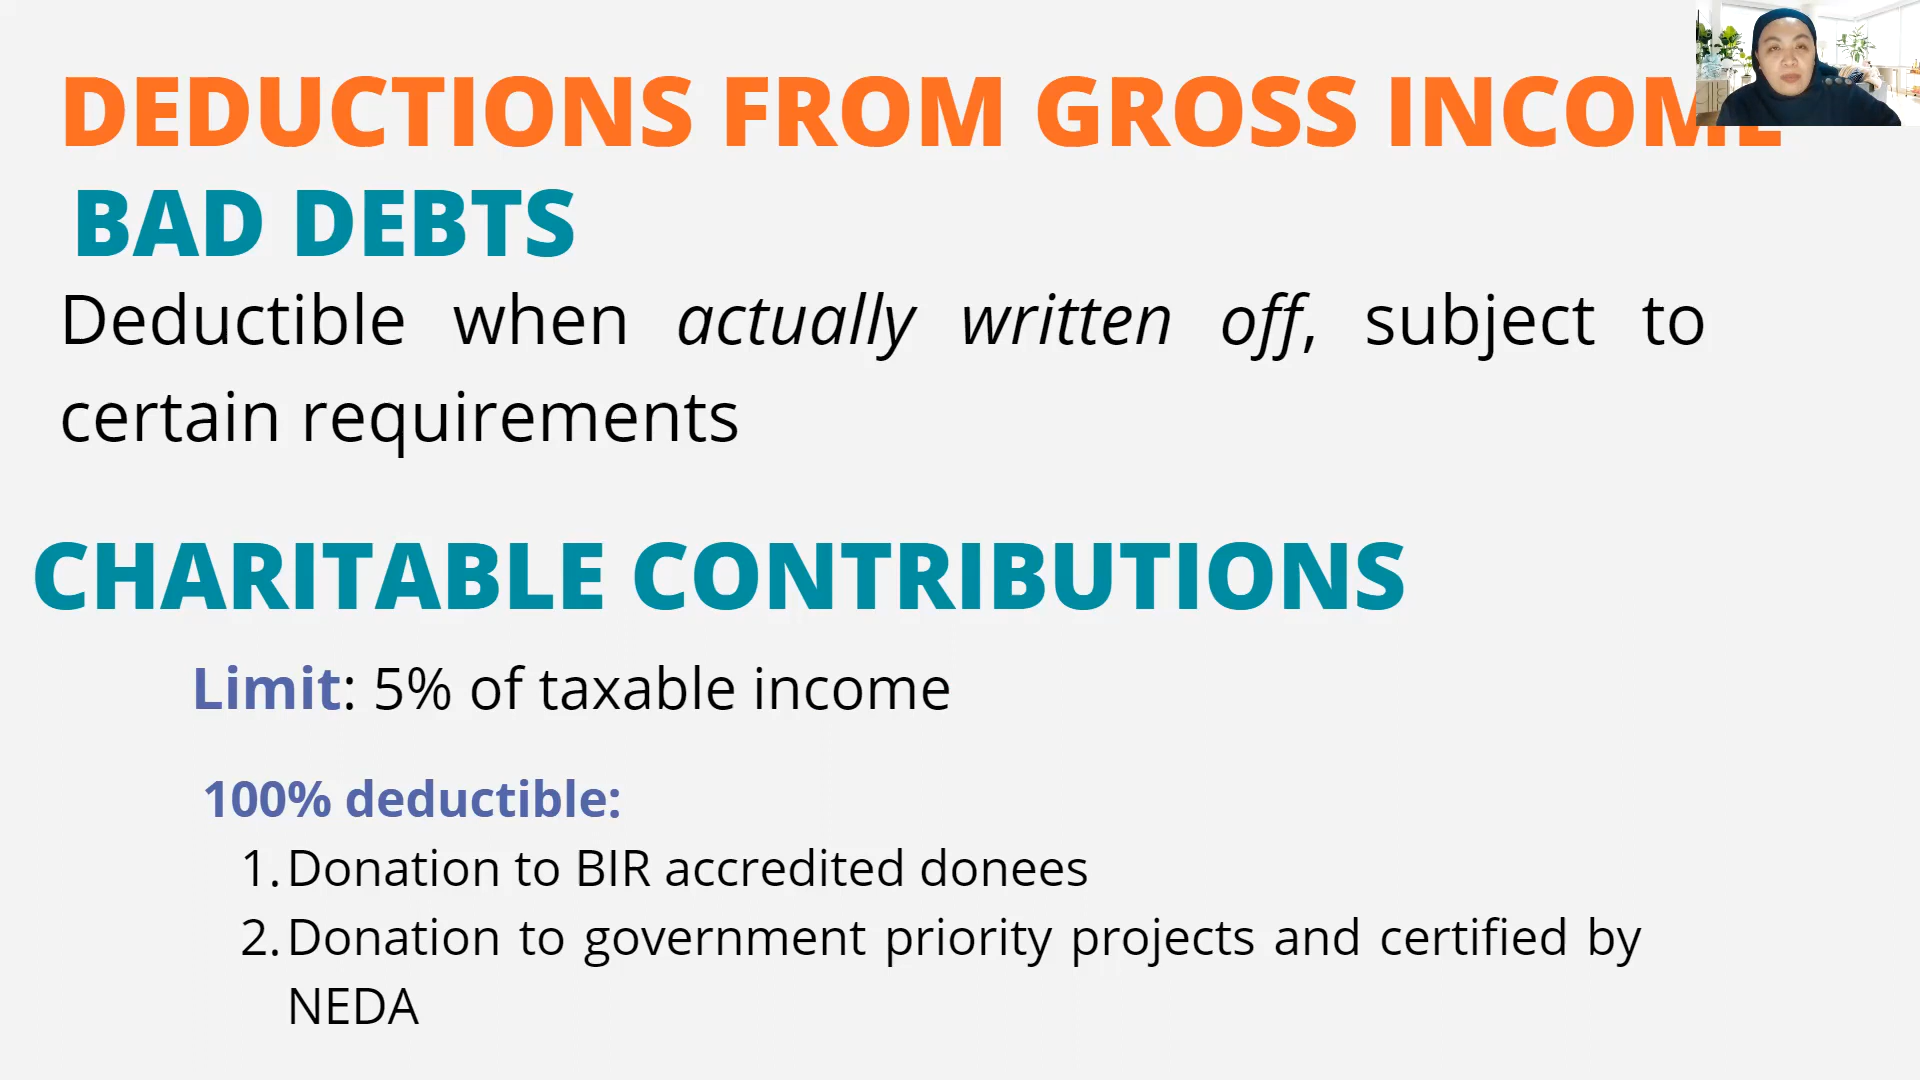 DEDUCTIONS FROM GROSS INCOME
BAD DEBTS
Deductible when actually written off, subject to
certain requirements
CHARITABLE CONTRIBUTIONS
Limit: 5% of taxable income
100% deductible:
1. Donation to BIR accredited donees
2. Donation to government priority projects and certified by
NEDA